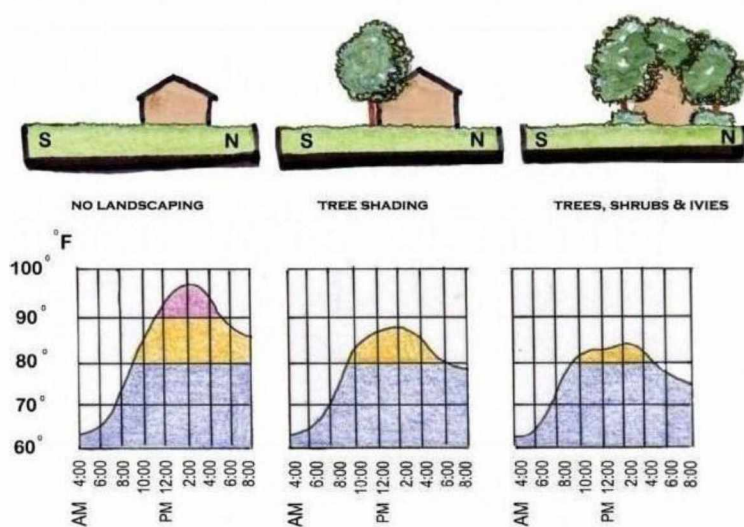 S N
S N
S N
NO LANDSCAPING
TREE SHADING
TREES, SHRUBS & IVIES
°F
100°
90°
80°
70°
60°
4:00 6:00 8:00 10:00 12:00 2:00 4:00 6:00 8:00
AM PM
4:00 6:00 8:00 10:00 12:00 2:00 4:00 6:00 8:00
AM PM
4:00 6:00 8:00 10:00 12:00 2:00 4:00 6:00 8:00
AM PM